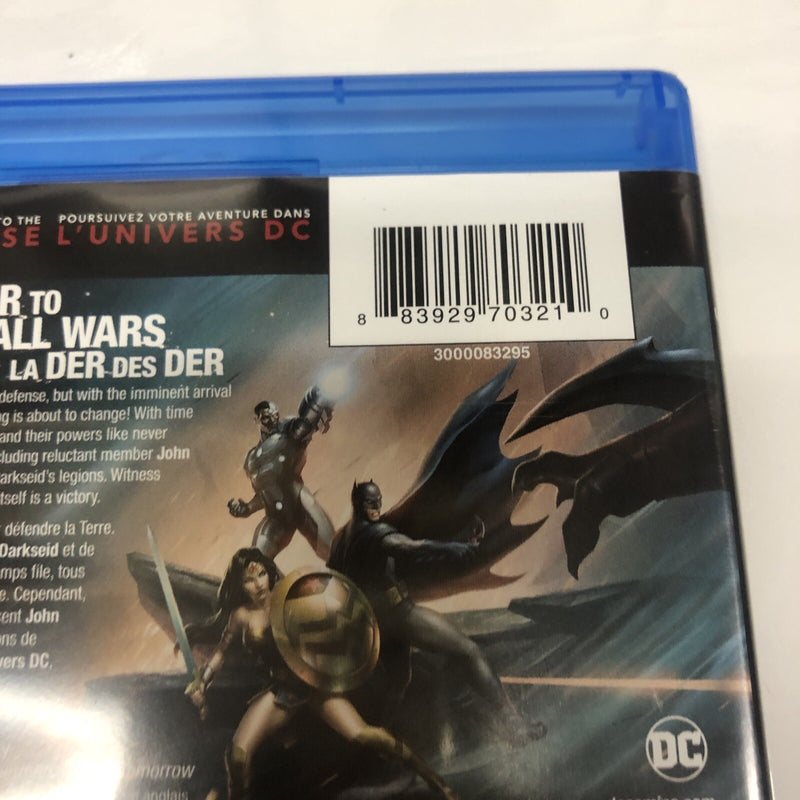 TO THE POURSUIVEZ VOTRE AVENTURE DANS
SE L'UNIVERS DC
8 83929 70321 0
3000083295
R TO
ALL WARS
LA DER DES DER
defense, but with the imminent arrival
ng is about to change! With time
and their powers like never
cluding reluctant member John
arkseid's legions. Witness
tself is a victory.
défendre la Terre.
Darkseid et de
mps file, tous
e. Cependant,
ent John
ons de
vers DC.
DC
morrow
anglais